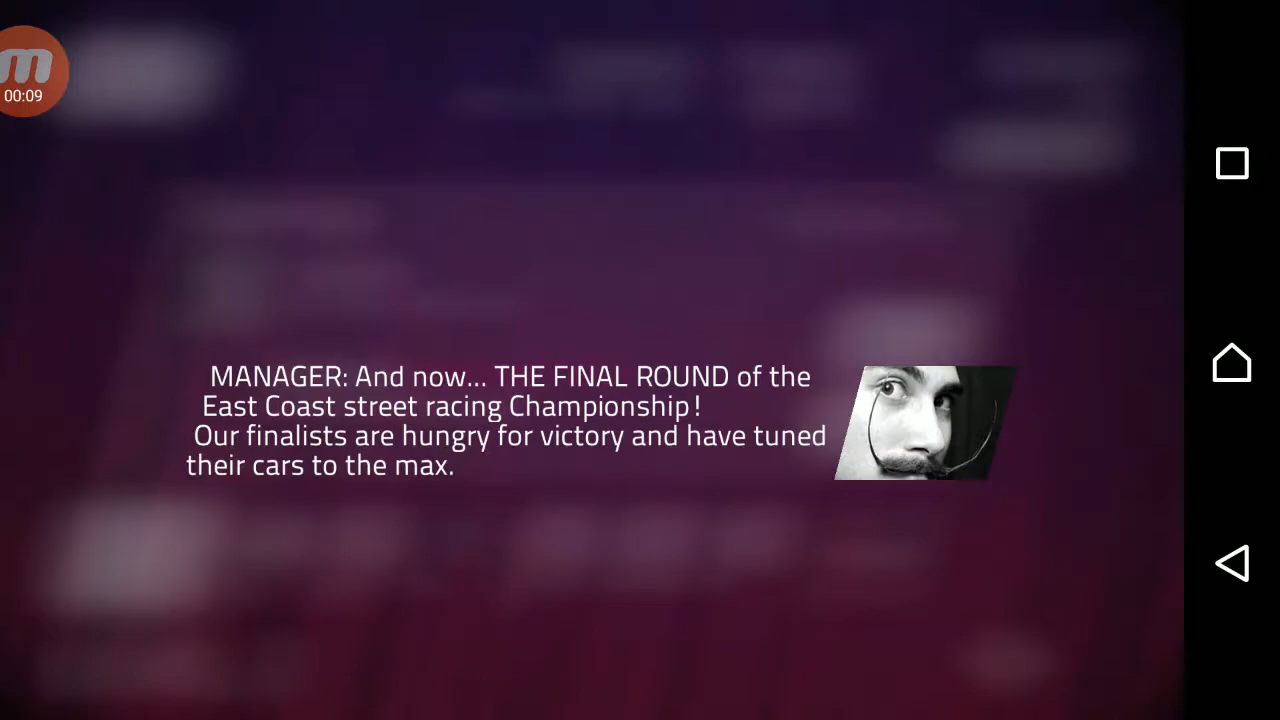 00:09
MANAGER: And now... THE FINAL ROUND of the
East Coast street racing Championship!
Our finalists are hungry for victory and have tuned
their cars to the max.